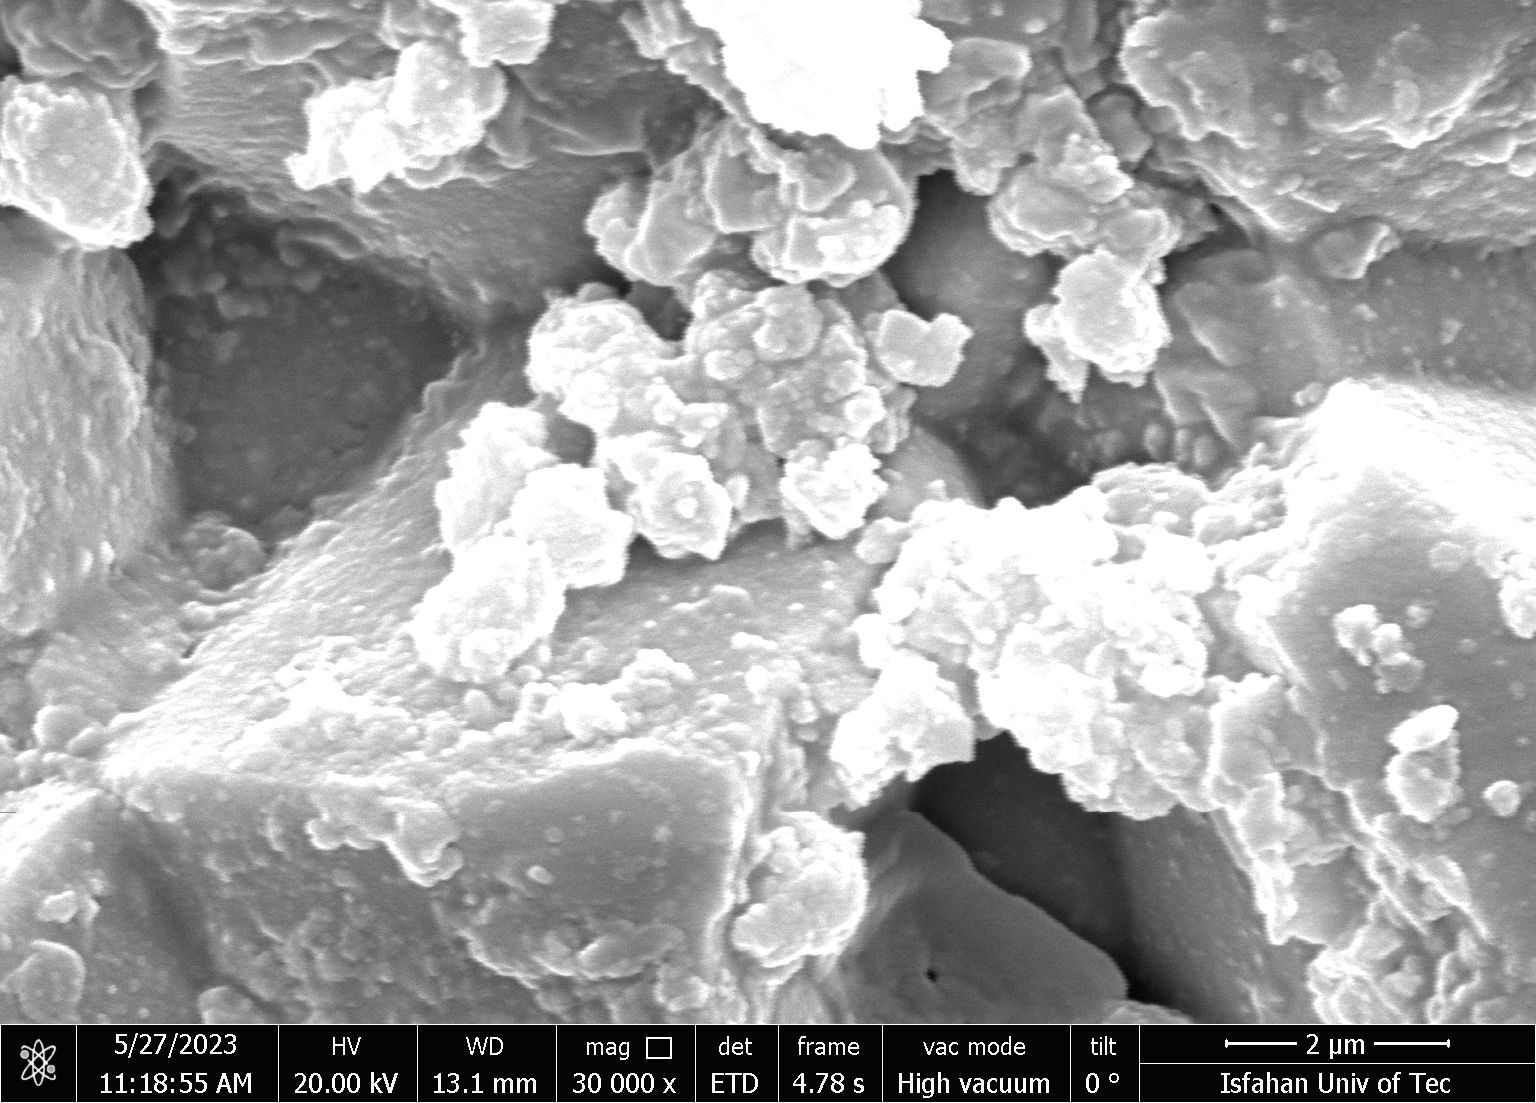 5/27/2023
11:18:55 AM
HV
20.00 kV
WD
13.1 mm
mag
30 000 x
det
ETD
frame
4.78 s
vac mode
High vacuum
tilt
0 °
2 µm
Isfahan Univ of Tec